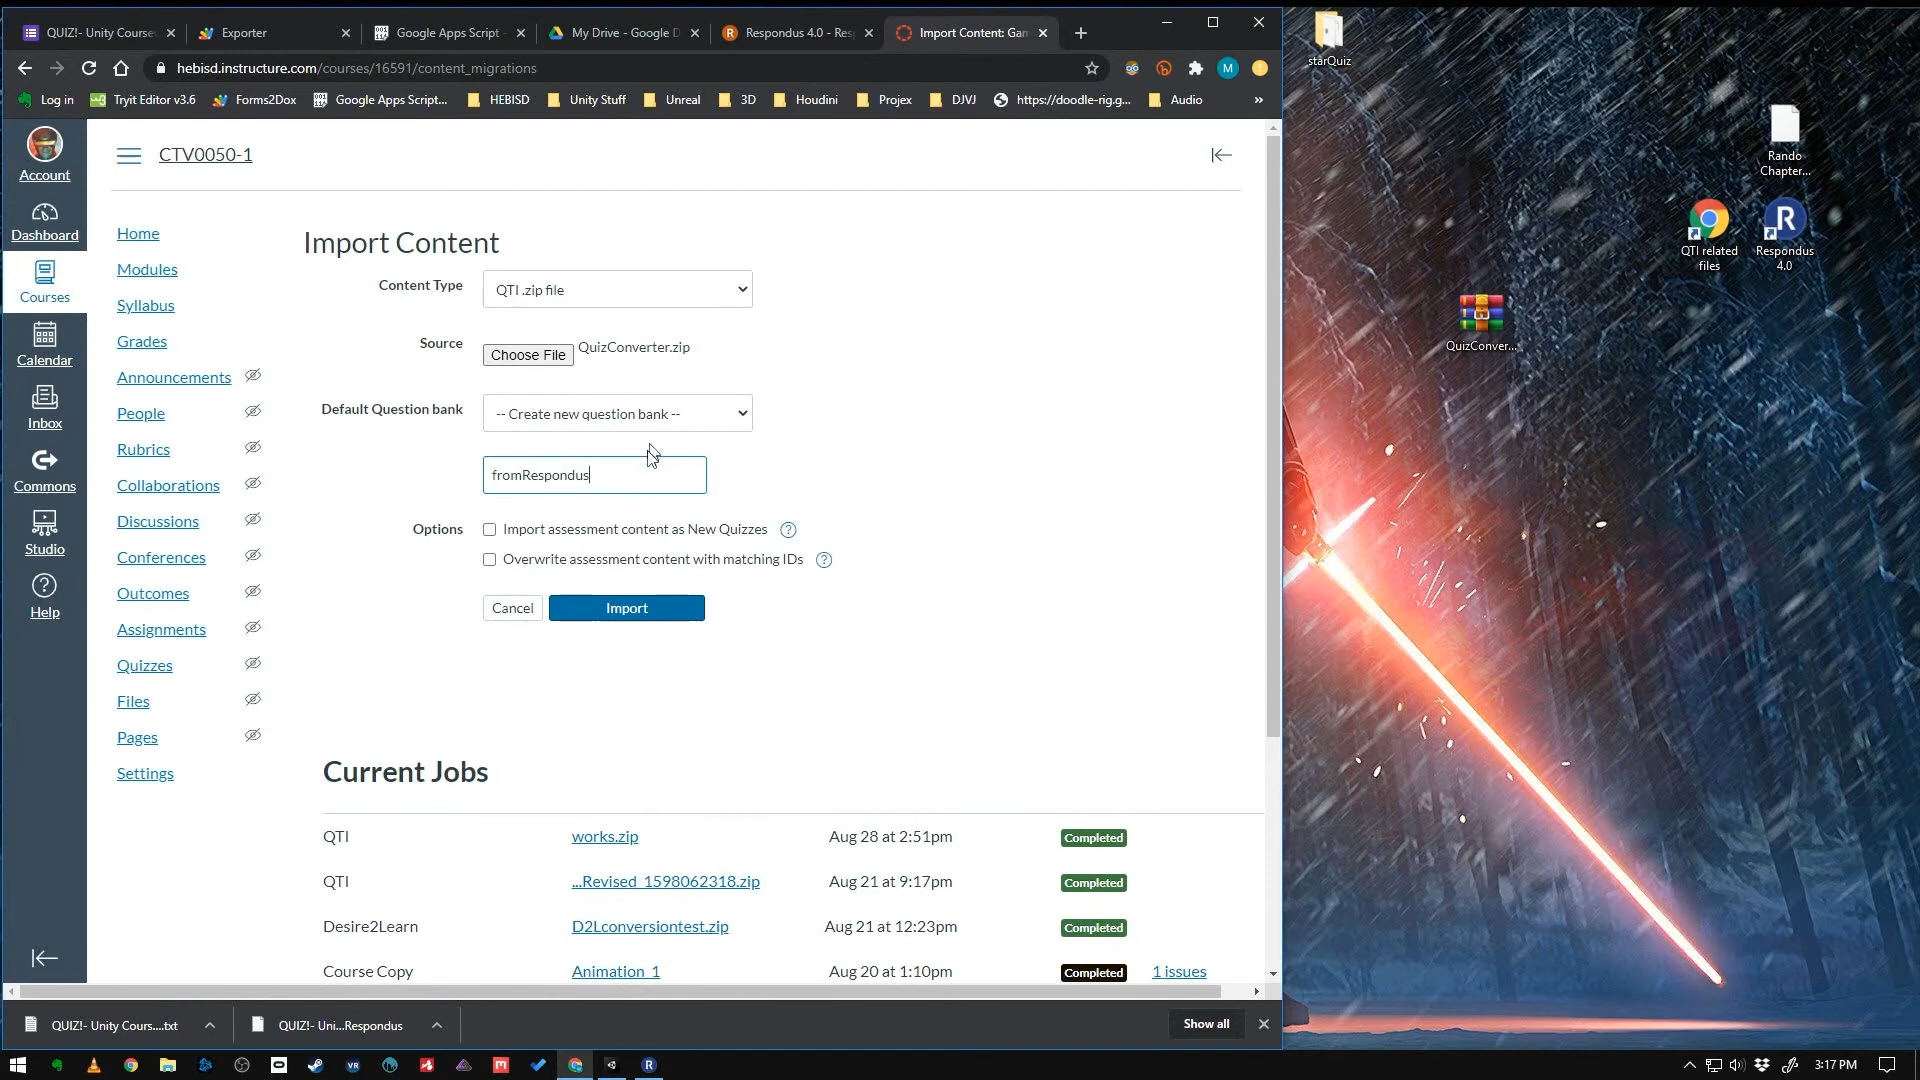 QUIZ!- Unity Course
Exporter
Google Apps Script -
My Drive - Google D
Respondus 4.0 - Res
Import Content: Gam
hebisd.instructure.com/courses/16591/content_migrations
M
Log in
Tryit Editor v3.6
Forms2Dox
Google Apps Script...
HEBISD
Unity Stuff
Unreal
3D
Houdini
Projex
DJVJ
https://doodle-rig.g...
Audio
»
Account
Dashboard
Courses
Calendar
Inbox
Commons
Studio
Help
CTV0050-1
Home
Modules
Syllabus
Grades
Announcements
People
Rubrics
Collaborations
Discussions
Conferences
Outcomes
Assignments
Quizzes
Files
Pages
Settings
Import Content
Content Type
QTI .zip file
Source
Choose File
QuizConverter.zip
Default Question bank
-- Create new question bank --
fromRespondus
Options
Import assessment content as New Quizzes
Overwrite assessment content with matching IDs
Cancel
Import
Current Jobs
QTI works.zip Aug 28 at 2:51pm Completed
QTI ...Revised_1598062318.zip Aug 21 at 9:17pm Completed
Desire2Learn D2Lconversiontest.zip Aug 21 at 12:23pm Completed
Course Copy Animation_1 Aug 20 at 1:10pm Completed 1 issues
QUIZ!- Unity Cours....txt
QUIZ!- Uni...Respondus
Show all
starQuiz
Rando
Chapter...
QTI related
files
R
Respondus
4.0
QuizConver...
VR
R
3:17 PM